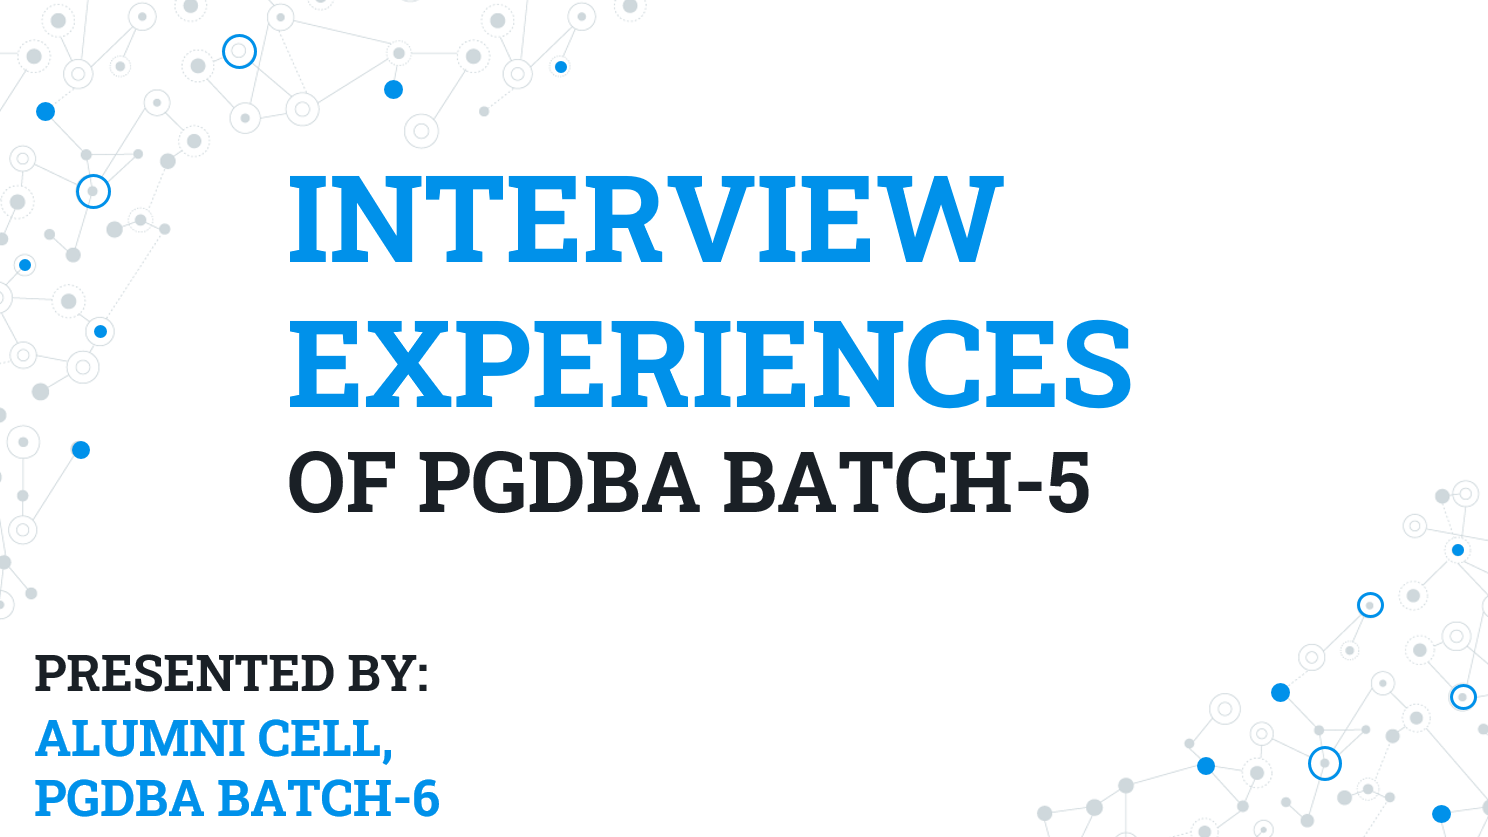 INTERVIEW
EXPERIENCES
OF PGDBA BATCH-5
PRESENTED BY:
ALUMNI CELL,
PGDBA BATCH-6